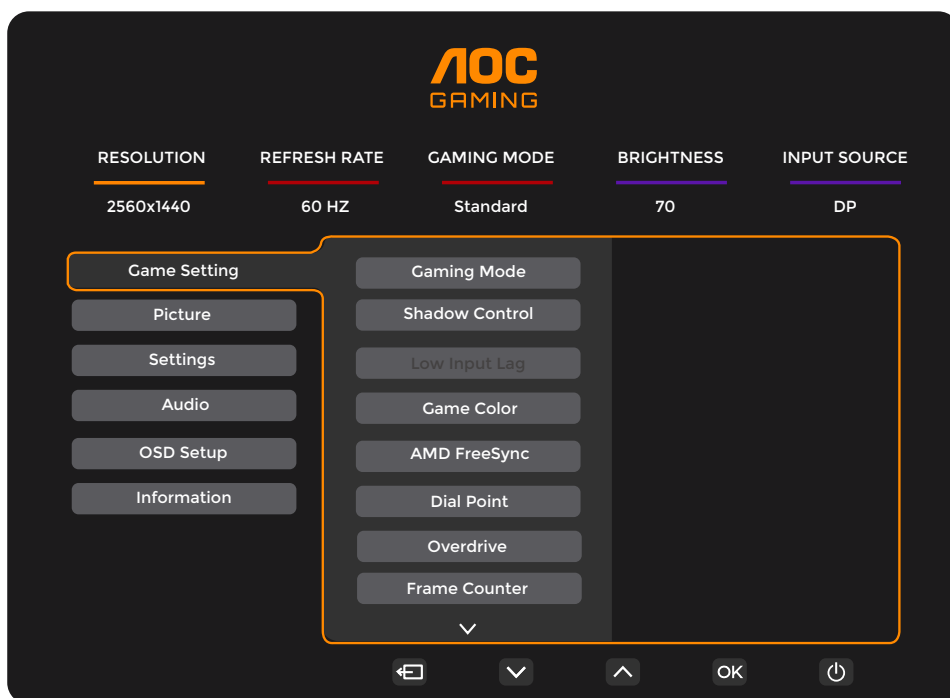 AOC
GAMING
RESOLUTION REFRESH RATE GAMING MODE BRIGHTNESS INPUT SOURCE
2560x1440 60 HZ Standard 70 DP
Game Setting
Picture
Settings
Audio
OSD Setup
Information
Gaming Mode
Shadow Control
Low Input Lag
Game Color
AMD FreeSync
Dial Point
Overdrive
Frame Counter
OK